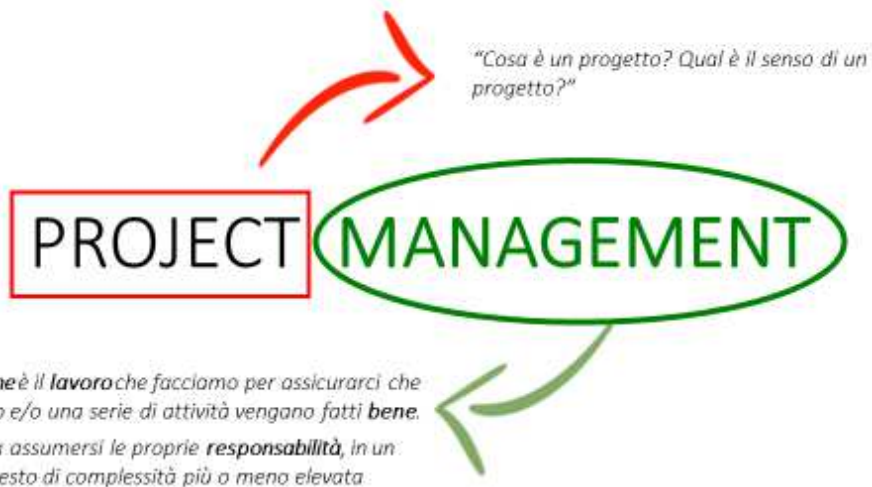 "Cosa è un progetto? Qual è il senso di un
progetto?"
PROJECT MANAGEMENT
è il lavoro che facciamo per assicurarci che
e/o una serie di attività vengano fatti bene.
assumersi le proprie responsabilità, in un
di complessità più o meno elevata